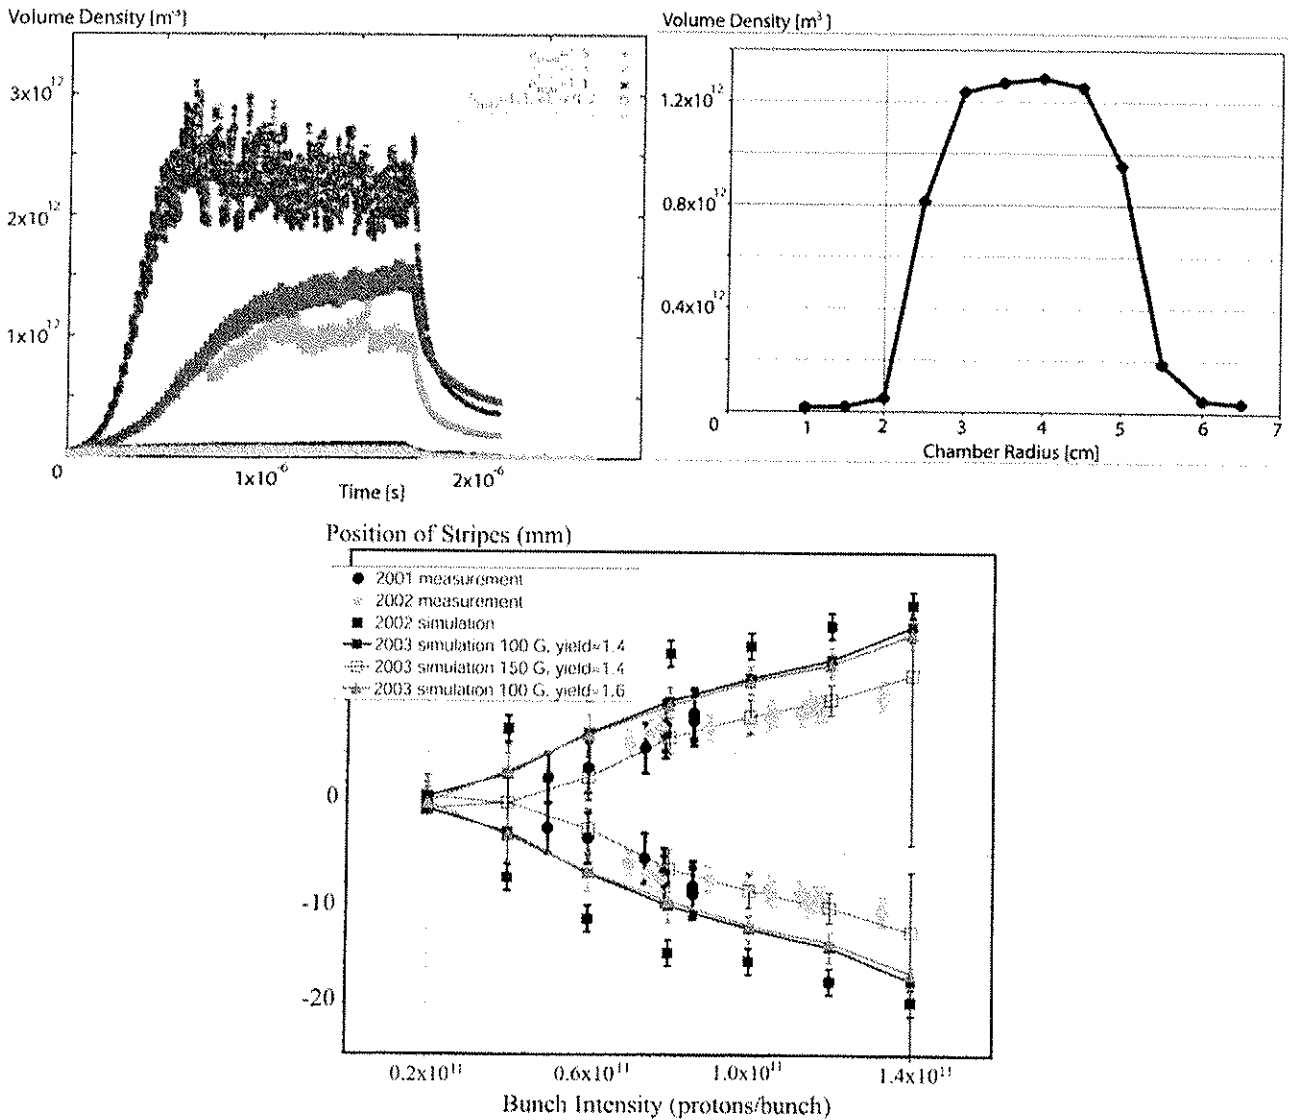 Volume Density [m⁻³]
3x10¹²
2x10¹²
1x10¹²
0
1x10⁻⁶
2x10⁻⁶
Time [s]
Volume Density [m³ ]
1.2x10¹²
0.8x10¹²
0.4x10¹²
0
0 1 2 3 4 5 6 7
Chamber Radius [cm]
Position of Stripes (mm)
2001 measurement
2002 measurement
2002 simulation
2003 simulation 100 G, yield=1.4
2003 simulation 150 G, yield=1.4
2003 simulation 100 G, yield=1.6
0
-10
-20
0.2x10¹¹ 0.6x10¹¹ 1.0x10¹¹ 1.4x10¹¹
Bunch Intensity (protons/bunch)